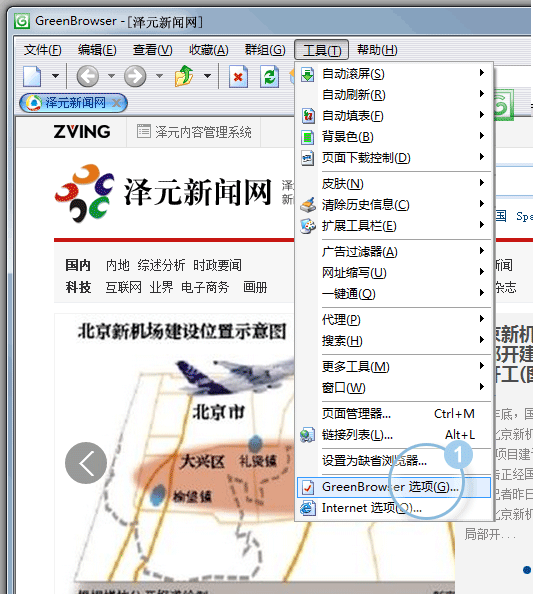 GreenBrowser - [泽元新闻网]
文件(F) 编辑(E) 查看(V) 收藏(A) 群组(G) 工具(T) 帮助(H)
泽元新闻网
自动滚屏(S)
自动刷新(R)
自动填表(F)
背景色(B)
页面下载控制(D)
皮肤(N)
清除历史信息(C)
扩展工具栏(E)
广告过滤器(A)
网址缩写(U)
一键通(Q)
代理(P)
搜索(H)
更多工具(M)
窗口(W)
页面管理器... Ctrl+M
链接列表(L)... Alt+L
设置为缺省浏览器...
GreenBrowser 选项(G)...
Internet 选项(O)...
1
ZVING 泽元内容管理系统
泽元新闻网
国内 内地 综述分析 时政要闻
科技 互联网 业界 电子商务 画册
北京新机场建设位置示意图
北京市
大兴区 礼贤镇
榆垡镇
国 Spa
新闻
杂志
京新机
部开建
开工(图
年底，国
北京新机
项目建设
告正经国
记者昨日
北京新机
局部开...